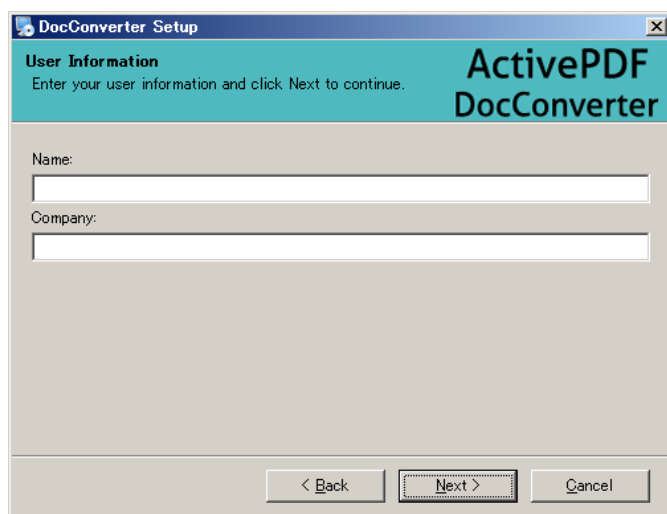 DocConverter Setup
User Information
Enter your user information and click Next to continue.
ActivePDF
DocConverter
Name:
Company:
< Back
Next >
Cancel